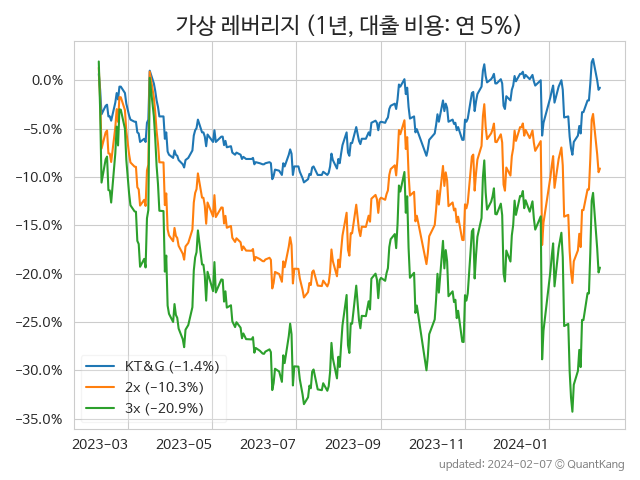 가상 레버리지 (1년, 대출 비용: 연 5%)
0.0%
−5.0%
−10.0%
−15.0%
−20.0%
−25.0%
−30.0%
−35.0%
KT&G (−1.4%)
2x (−10.3%)
3x (−20.9%)
2023-03 2023-05 2023-07 2023-09 2023-11 2024-01
updated: 2024-02-07 © QuantKang